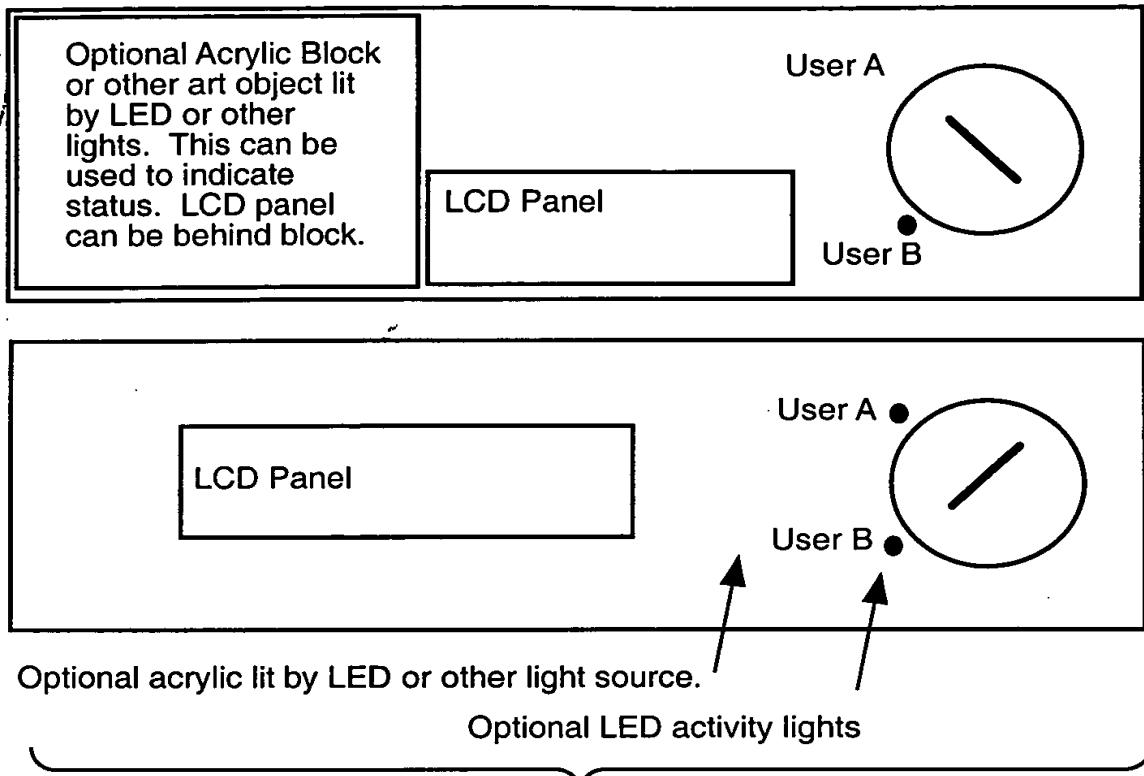 Optional Acrylic Block
or other art object lit
by LED or other
lights. This can be
used to indicate
status. LCD panel
can be behind block.
LCD Panel
User A
User B
LCD Panel
User A
User B
Optional acrylic lit by LED or other light source.
Optional LED activity lights